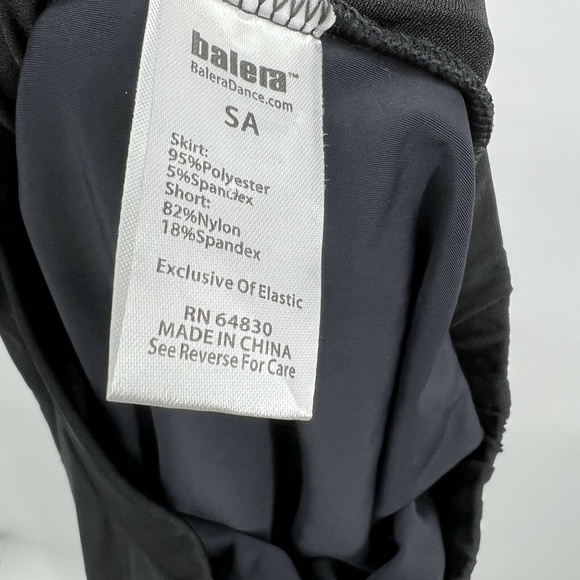 balera™
BaleraDance.com
SA
Skirt:
95%Polyester
5%Spandex
Short:
82%Nylon
18%Spandex
Exclusive Of Elastic
RN 64830
MADE IN CHINA
See Reverse For Care